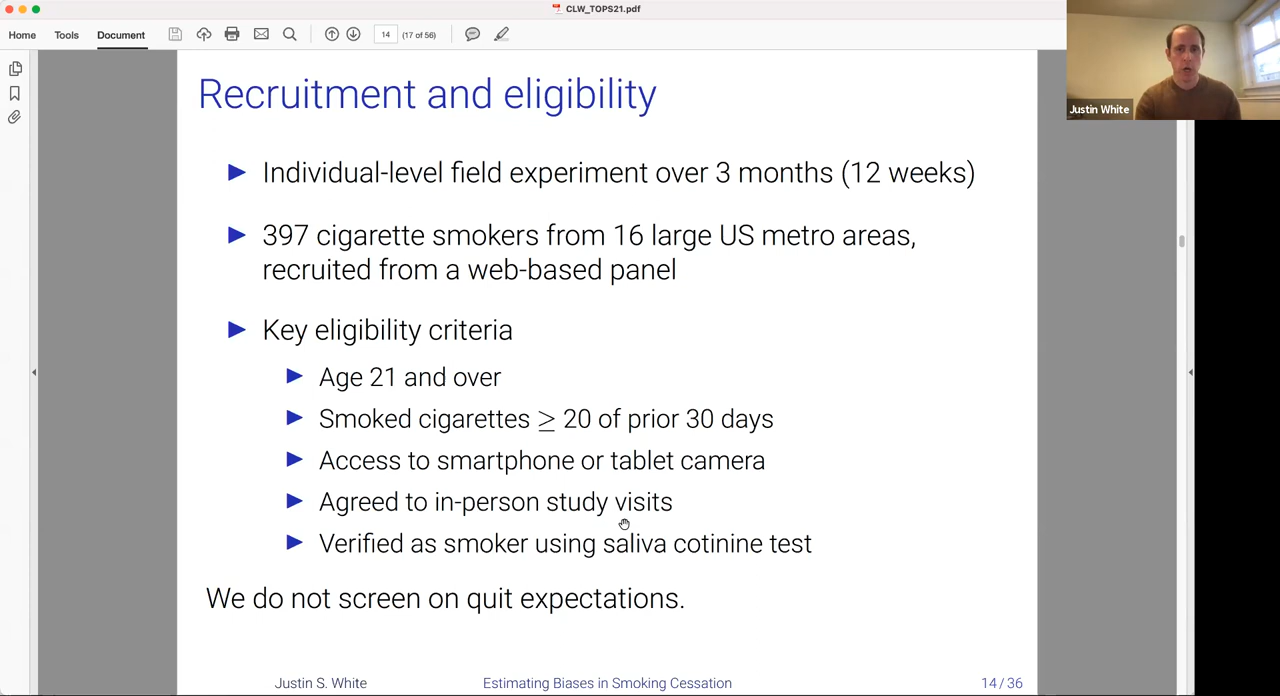 CLW_TOPS21.pdf
Home Tools Document 14 (17 of 56)
Justin White
Recruitment and eligibility
▶ Individual-level field experiment over 3 months (12 weeks)
▶ 397 cigarette smokers from 16 large US metro areas,
recruited from a web-based panel
▶ Key eligibility criteria
▶ Age 21 and over
▶ Smoked cigarettes ≥ 20 of prior 30 days
▶ Access to smartphone or tablet camera
▶ Agreed to in-person study visits
▶ Verified as smoker using saliva cotinine test
We do not screen on quit expectations.
Justin S. White Estimating Biases in Smoking Cessation 14 / 36